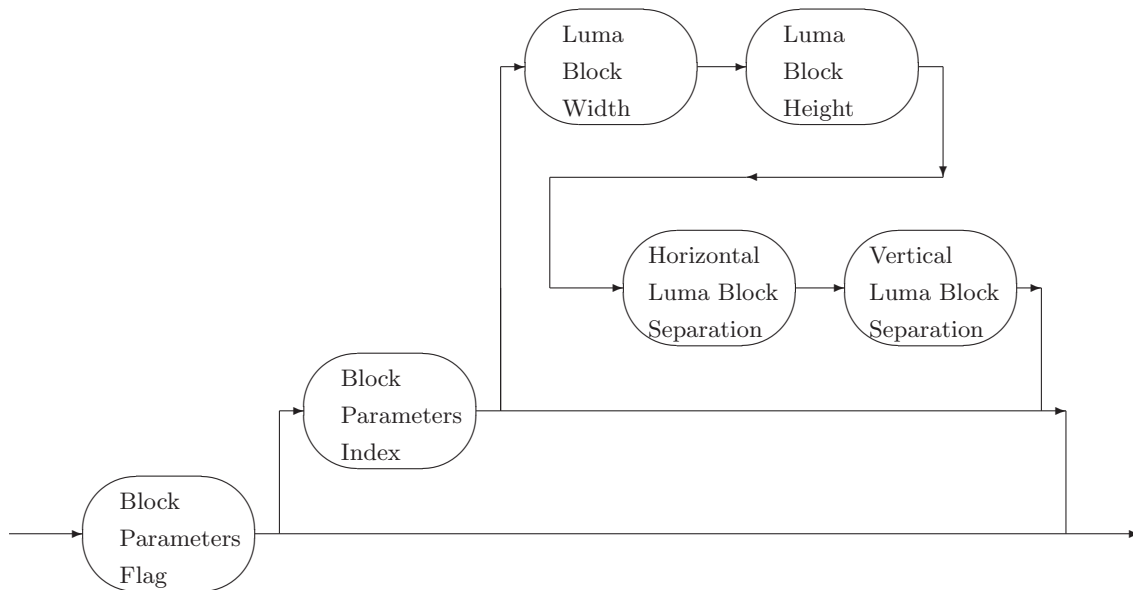 Luma
Block
Width
Luma
Block
Height
Horizontal
Luma Block
Separation
Vertical
Luma Block
Separation
Block
Parameters
Index
Block
Parameters
Flag